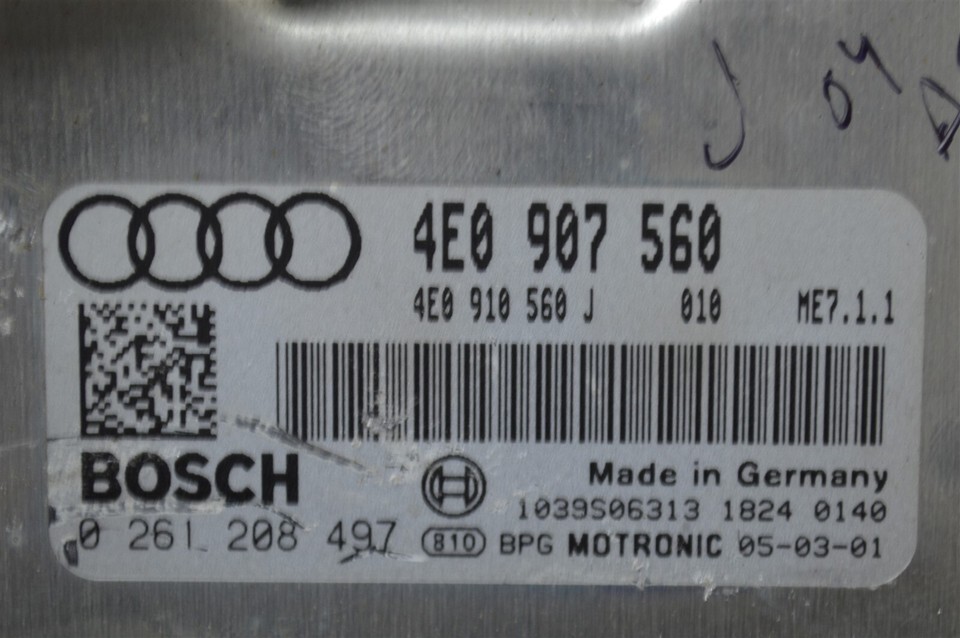 J 04
4E0 907 560
4E0 910 560 J 010 ME7.1.1
BOSCH
Made in Germany
1039S06313 1824 0140
0 261 208 497 810 BPG MOTRONIC 05-03-01